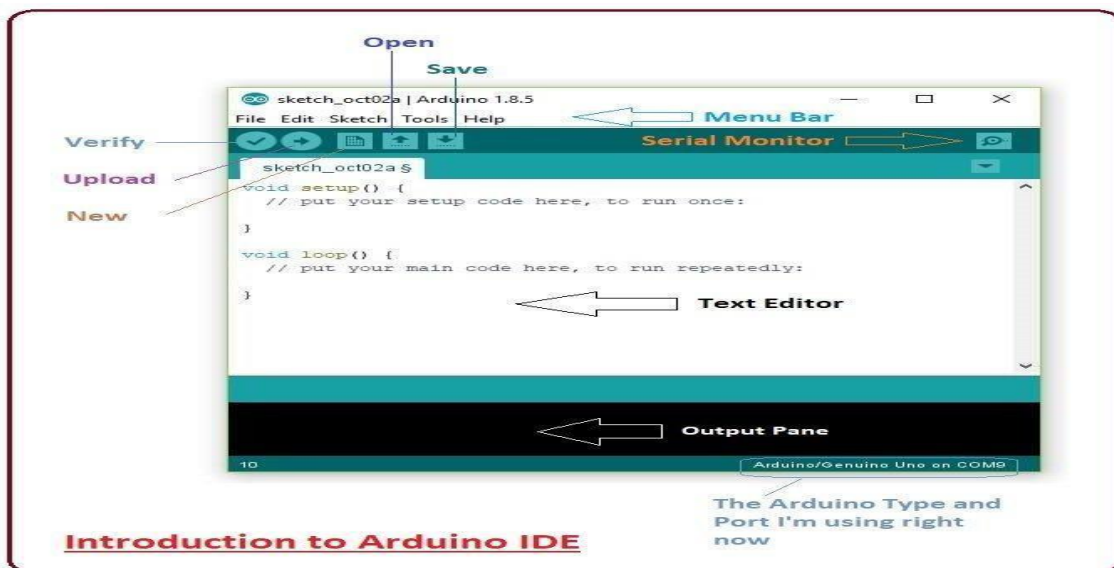 Open
Save
sketch_oct02a | Arduino 1.8.5
File Edit Sketch Tools Help
Menu Bar
Verify
Serial Monitor
sketch_oct02a §
Upload
void setup() {
// put your setup code here, to run once:
New
}
void loop() {
// put your main code here, to run repeatedly:
}
Text Editor
Output Pane
10
Arduino/Genuino Uno on COM9
The Arduino Type and
Port I'm using right
now
Introduction to Arduino IDE